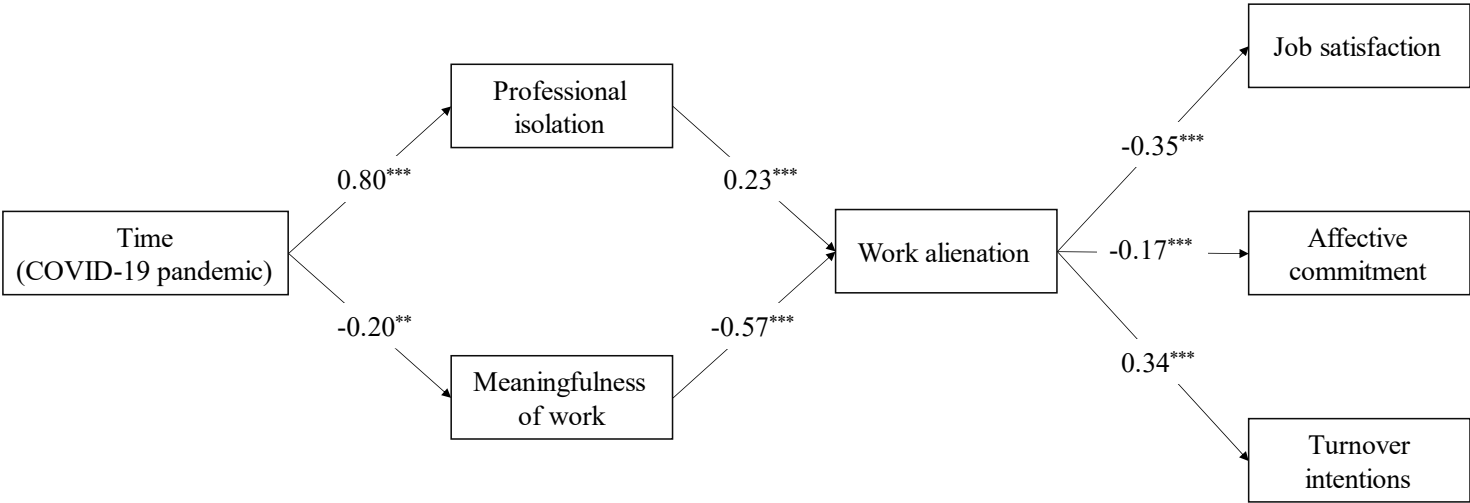 Job satisfaction
Professional
isolation
-0.35***
0.80***
0.23***
Time
(COVID-19 pandemic)
Work alienation
-0.17***
Affective
commitment
-0.20**
-0.57***
0.34***
Meaningfulness
of work
Turnover
intentions